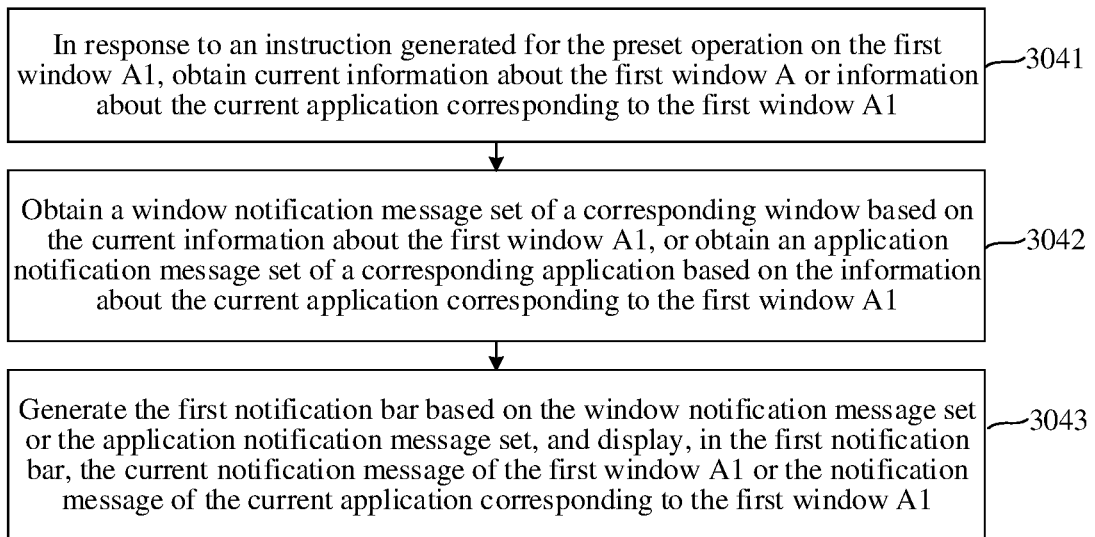 In response to an instruction generated for the preset operation on the first
window A1, obtain current information about the first window A or information
about the current application corresponding to the first window A1
3041
Obtain a window notification message set of a corresponding window based on
the current information about the first window A1, or obtain an application
notification message set of a corresponding application based on the information
about the current application corresponding to the first window A1
3042
Generate the first notification bar based on the window notification message set
or the application notification message set, and display, in the first notification
bar, the current notification message of the first window A1 or the notification
message of the current application corresponding to the first window A1
3043